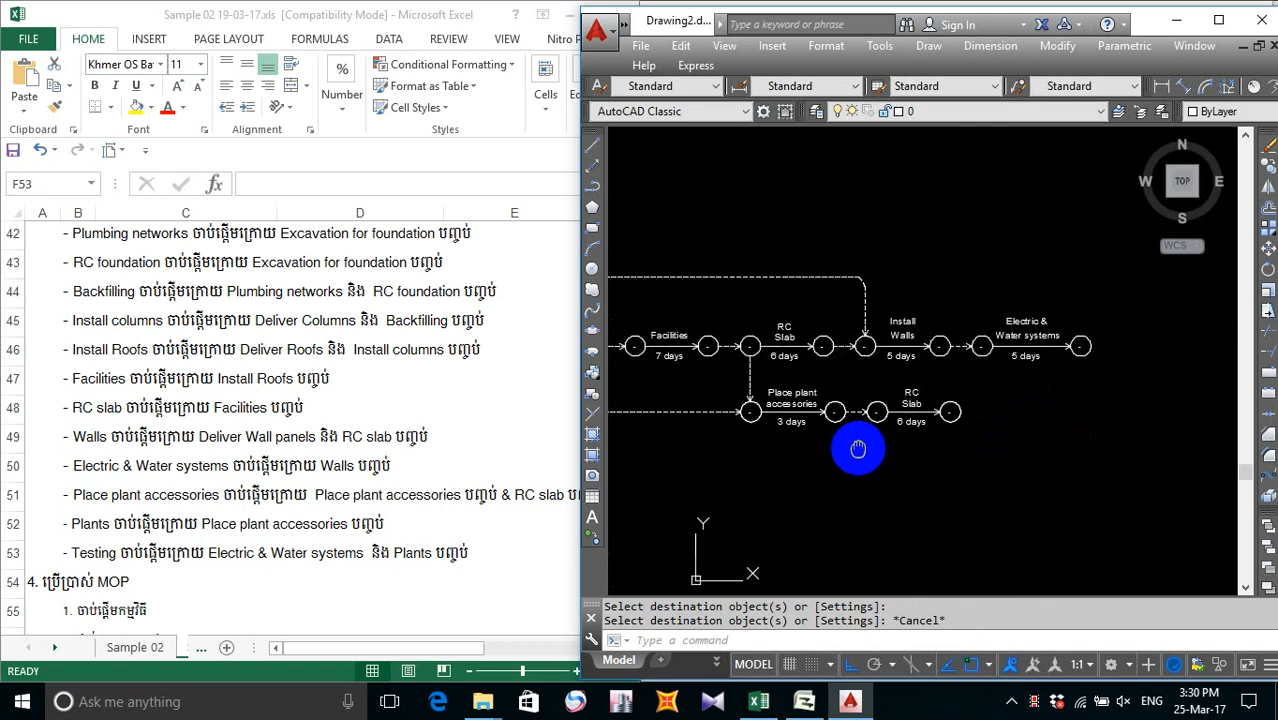 Sample 02 19-03-17.xls [Compatibility Mode] - Microsoft Excel
FILE HOME INSERT PAGE LAYOUT FORMULAS DATA REVIEW VIEW Nitro
Paste
Khmer OS Ba 11
B I U
Number
Conditional Formatting
Format as Table
Cell Styles
Cells
Clipboard Font Alignment Styles
F53
A B C D E
42 - Plumbing networks ចាប់ផ្តើមក្រោយ Excavation for foundation បញ្ចប់
43 - RC foundation ចាប់ផ្តើមក្រោយ Excavation for foundation បញ្ចប់
44 - Backfilling ចាប់ផ្តើមក្រោយ Plumbing networks និង RC foundation បញ្ចប់
45 - Install columns ចាប់ផ្តើមក្រោយ Deliver Columns និង Backfilling បញ្ចប់
46 - Install Roofs ចាប់ផ្តើមក្រោយ Deliver Roofs និង Install columns បញ្ចប់
47 - Facilities ចាប់ផ្តើមក្រោយ Install Roofs បញ្ចប់
48 - RC slab ចាប់ផ្តើមក្រោយ Facilities បញ្ចប់
49 - Walls ចាប់ផ្តើមក្រោយ Deliver Wall panels និង RC slab បញ្ចប់
50 - Electric & Water systems ចាប់ផ្តើមក្រោយ Walls បញ្ចប់
51 - Place plant accessories ចាប់ផ្តើមក្រោយ Place plant accessories បញ្ចប់ & RC slab
52 - Plants ចាប់ផ្តើមក្រោយ Place plant accessories បញ្ចប់
53 - Testing ចាប់ផ្តើមក្រោយ Electric & Water systems និង Plants បញ្ចប់
54 4. ប្រើប្រាស់ MOP
55 1. ចាប់ផ្តើមកម្មវិធី
Sample 02 ...
READY
Drawing2.d...
Type a keyword or phrase
Sign In
File Edit View Insert Format Tools Draw Dimension Modify Parametric Window
Help Express
Standard Standard Standard Standard
AutoCAD Classic
0
ByLayer
N
W TOP E
S
WCS
Facilities
7 days
RC
Slab
6 days
Install
Walls
5 days
Electric &
Water systems
5 days
Place plant
accessories
3 days
RC
Slab
6 days
Y
X
Select destination object(s) or [Settings]:
Select destination object(s) or [Settings]: *Cancel*
Type a command
Model
MODEL
1:1
Ask me anything
ENG
3:30 PM
25-Mar-17